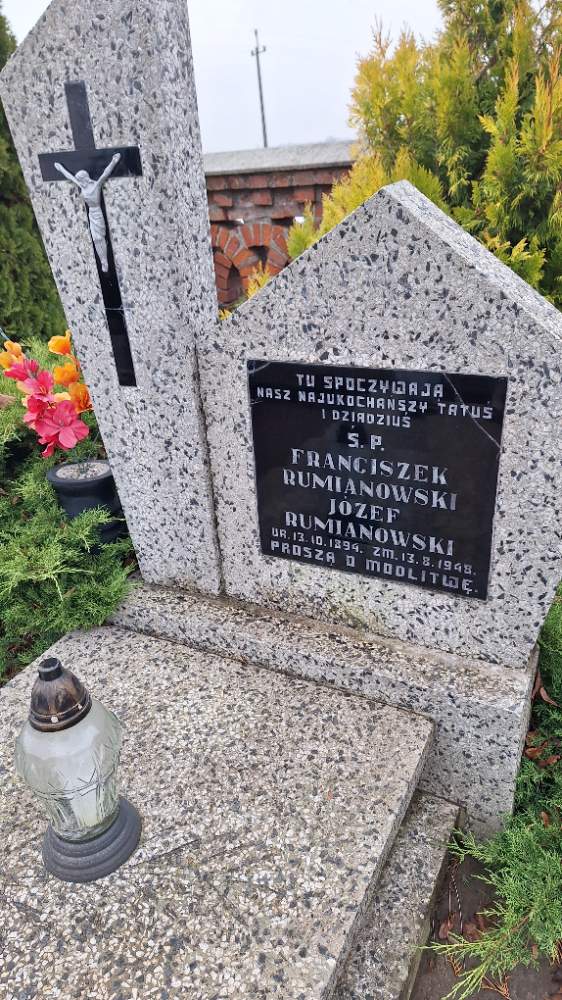 TU SPOCZYWAJĄ
NASZ NAJUKOCHAŃSZY TATUŚ
I DZIADZIUŚ
Ś. P.
FRANCISZEK
RUMIANOWSKI
JÓZEF
RUMIANOWSKI
UR. 13.10.1894. ZM. 13.8.1948.
PROSZĄ O MODLITWĘ.